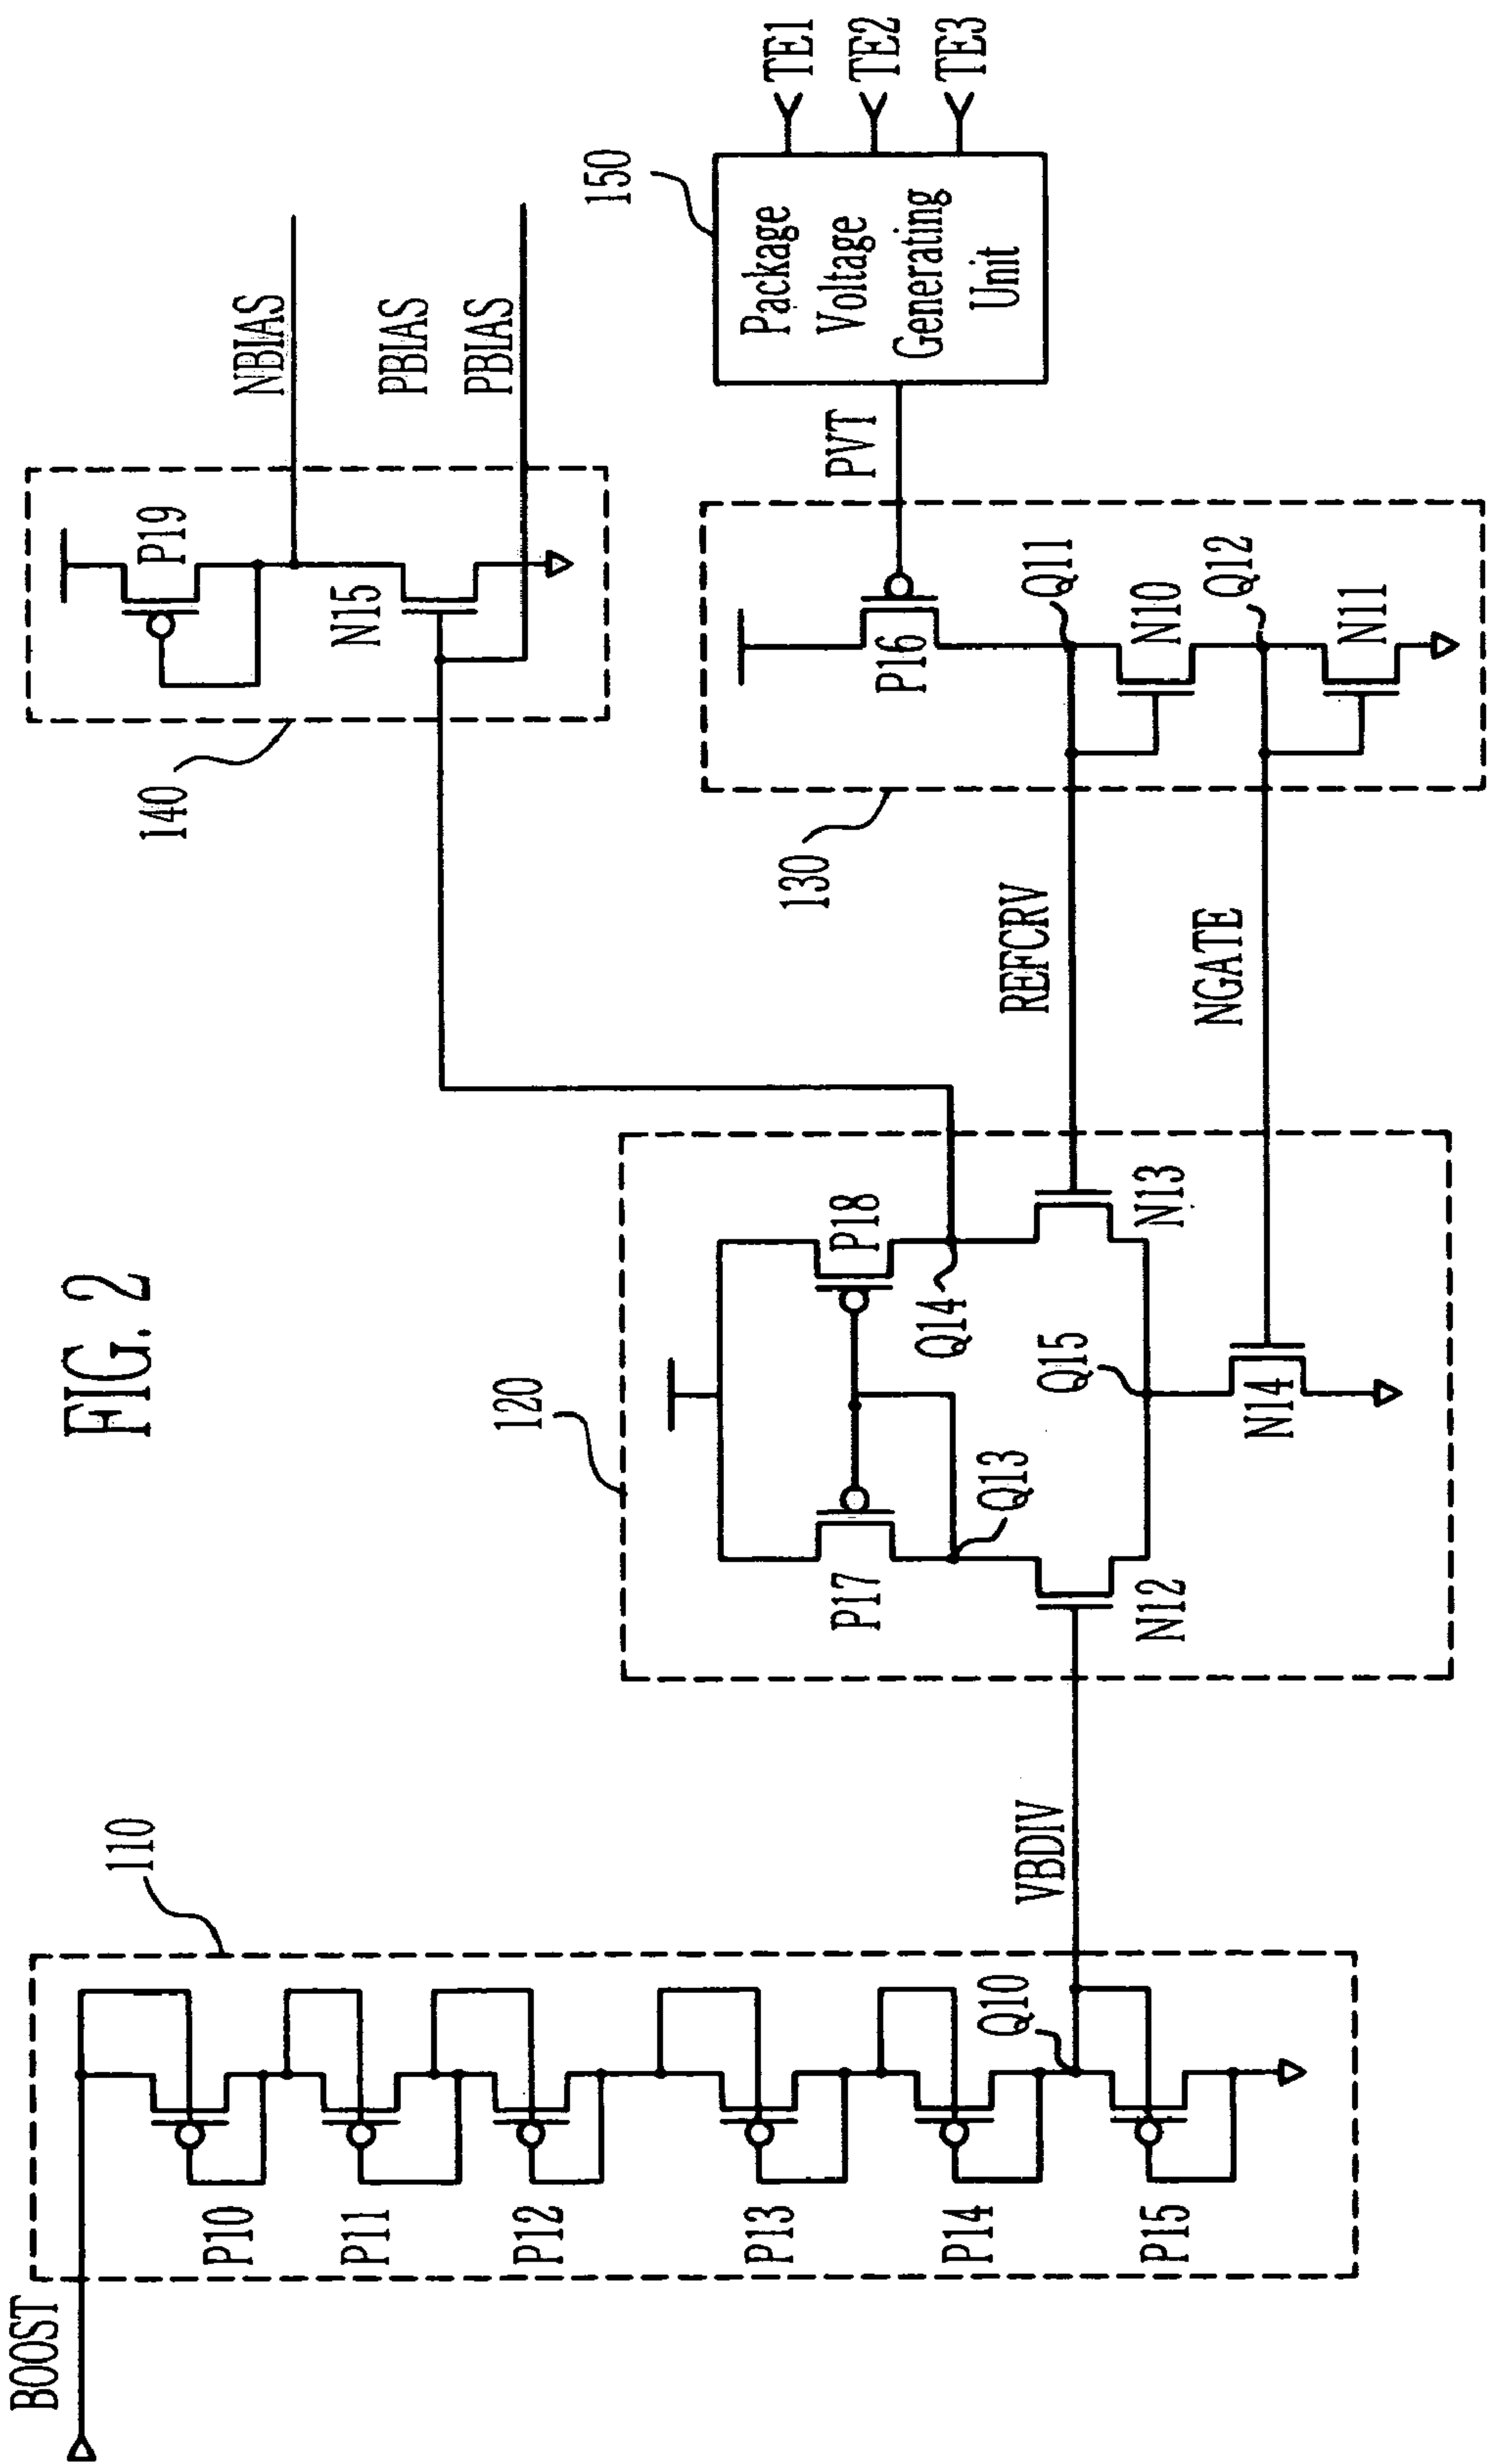 FIG. 2
BOOST
110
P10
P11
P12
P13
P14
P15
Q10
VBDIV
120
P17
P18
Q13
Q14
Q15
N12
N13
N14
REFCRV
NGATE
130
P16
Q11
N10
Q12
N11
PVT
140
P19
N15
NBIAS
PBIAS
PBIAS
150
Package
Voltage
Generating
Unit
TE1
TE2
TE3